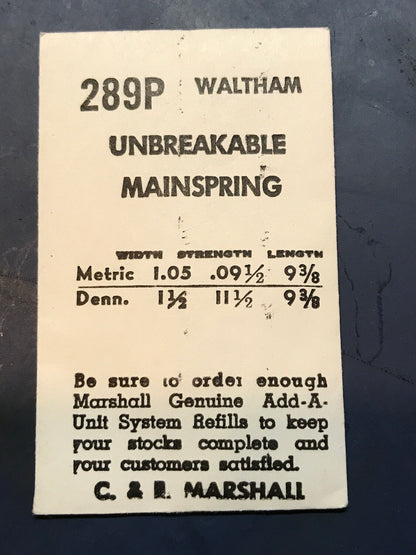 289P WALTHAM
UNBREAKABLE
MAINSPRING
WIDTH STRENGTH LENGTH
Metric 1.05 .09½ 9⅜
Denn. 1½ 11½ 9⅜
Be sure to order enough
Marshall Genuine Add-A-
Unit System Refills to keep
your stocks complete and
your customers satisfied.
C. & E. MARSHALL